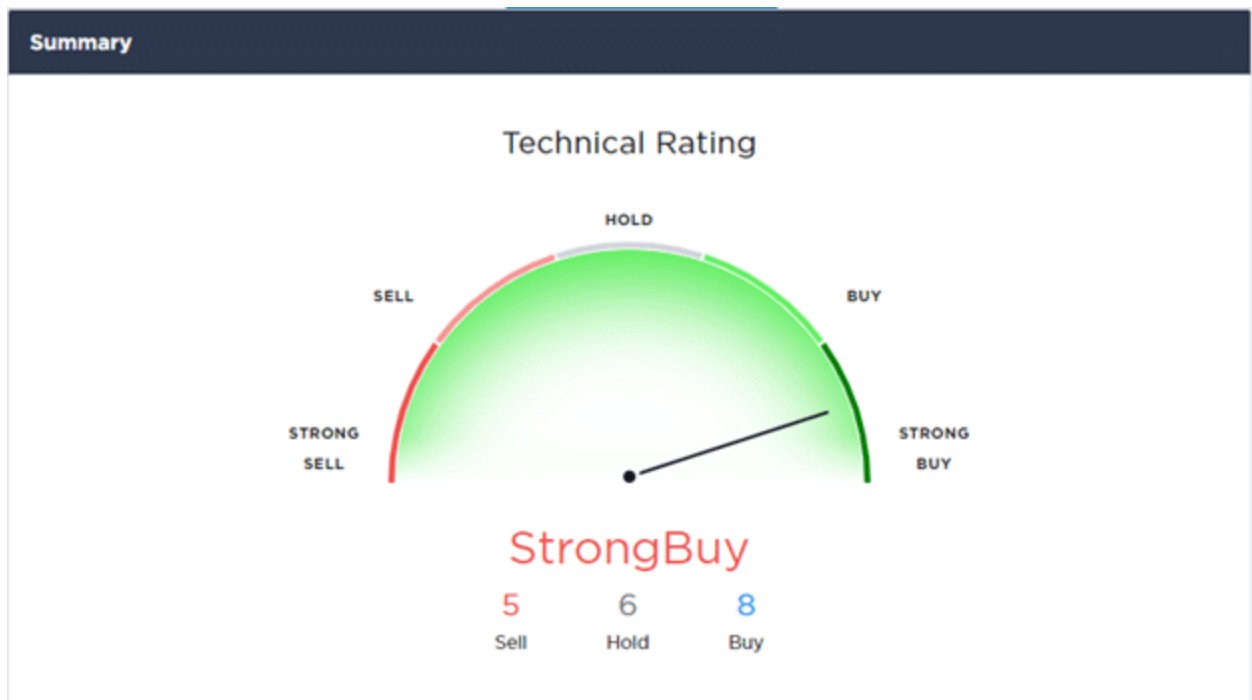 Summary
Technical Rating
HOLD
SELL
BUY
STRONG
SELL
STRONG
BUY
StrongBuy
5 6 8
Sell Hold Buy